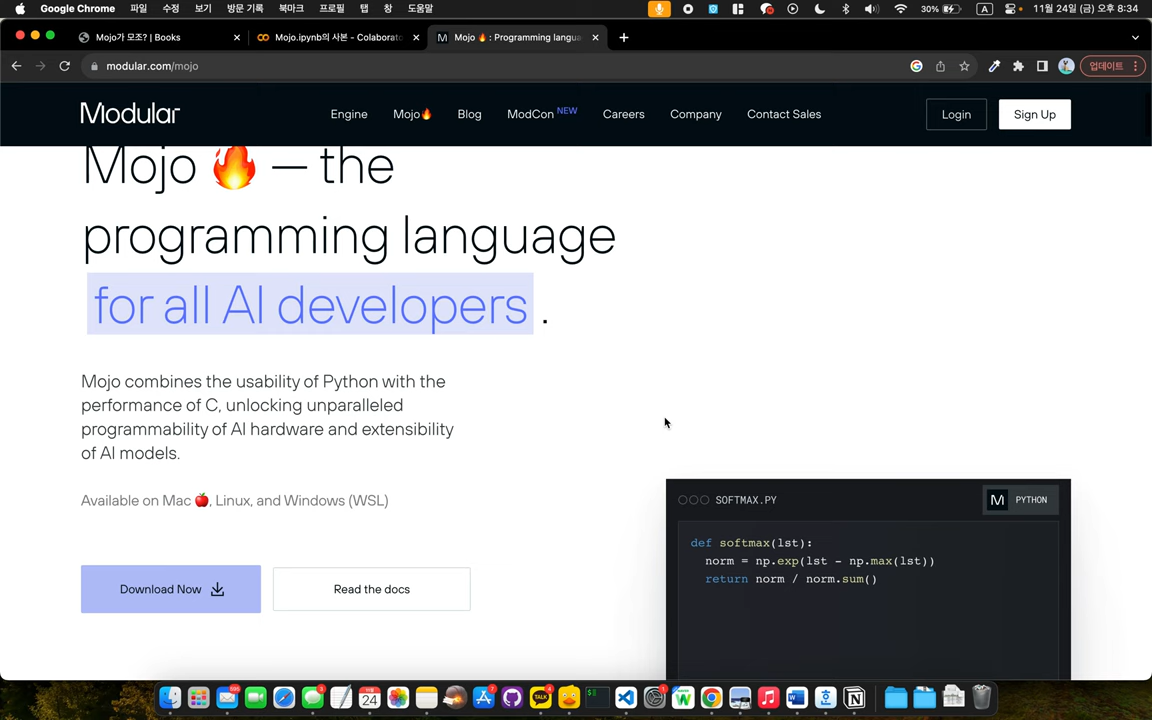 Google Chrome 파일 수정 보기 방문 기록 북마크 프로필 탭 창 도움말 30% A 11월 24일 (금) 오후 8:34
Mojo가 모조? | Books Mojo.ipynb의 사본 - Colaborato Mojo 🔥 : Programming langua
modular.com/mojo 업데이트
Modular Engine Mojo🔥 Blog ModCon NEW Careers Company Contact Sales Login Sign Up
Mojo 🔥 — the
programming language
for all AI developers .
Mojo combines the usability of Python with the
performance of C, unlocking unparalleled
programmability of AI hardware and extensibility
of AI models.
Available on Mac 🍎, Linux, and Windows (WSL)
Download Now Read the docs
SOFTMAX.PY PYTHON
def softmax(lst):
norm = np.exp(lst - np.max(lst))
return norm / norm.sum()
24
TALK